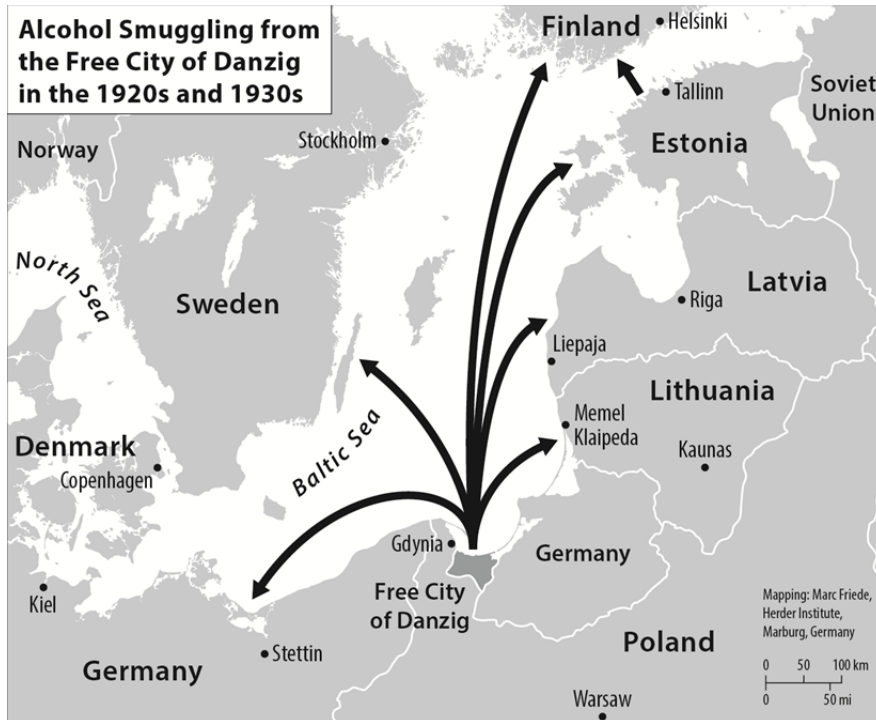 Alcohol Smuggling from
the Free City of Danzig
in the 1920s and 1930s
Finland
Helsinki
Tallinn
Soviet
Union
Norway
Stockholm
Estonia
North Sea
Sweden
Latvia
Riga
Liepaja
Lithuania
Memel
Klaipeda
Kaunas
Denmark
Copenhagen
Baltic Sea
Gdynia
Germany
Free City
of Danzig
Kiel
Stettin
Germany
Poland
Warsaw
Mapping: Marc Friede,
Herder Institute,
Marburg, Germany
0 50 100 km
0 50 mi